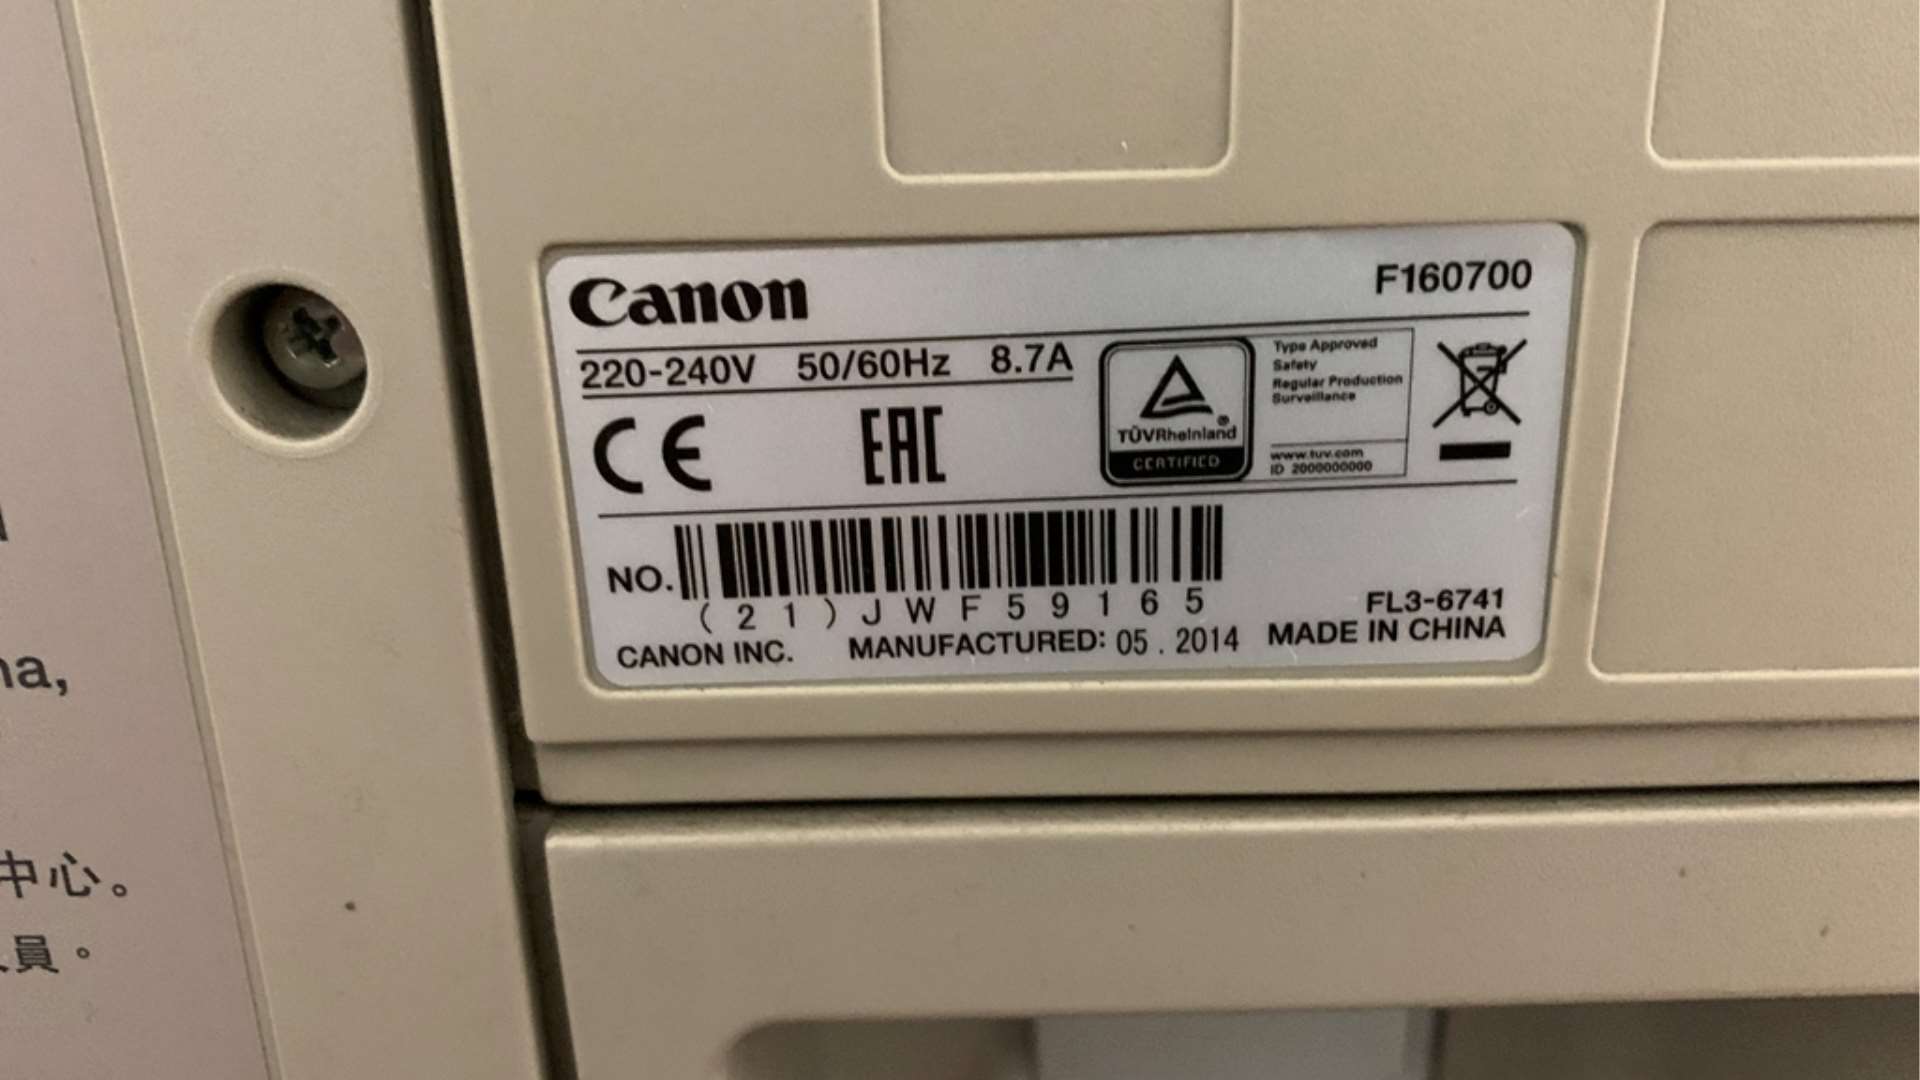 Canon F160700
220-240V 50/60Hz 8.7A
CE EAC
TÜVRheinland®
CERTIFIED
Type Approved
Safety
Regular Production
Surveillance
www.tuv.com
ID 2000000000
NO.
(21)JWF59165
FL3-6741
CANON INC. MANUFACTURED: 05.2014 MADE IN CHINA
中心。
員。